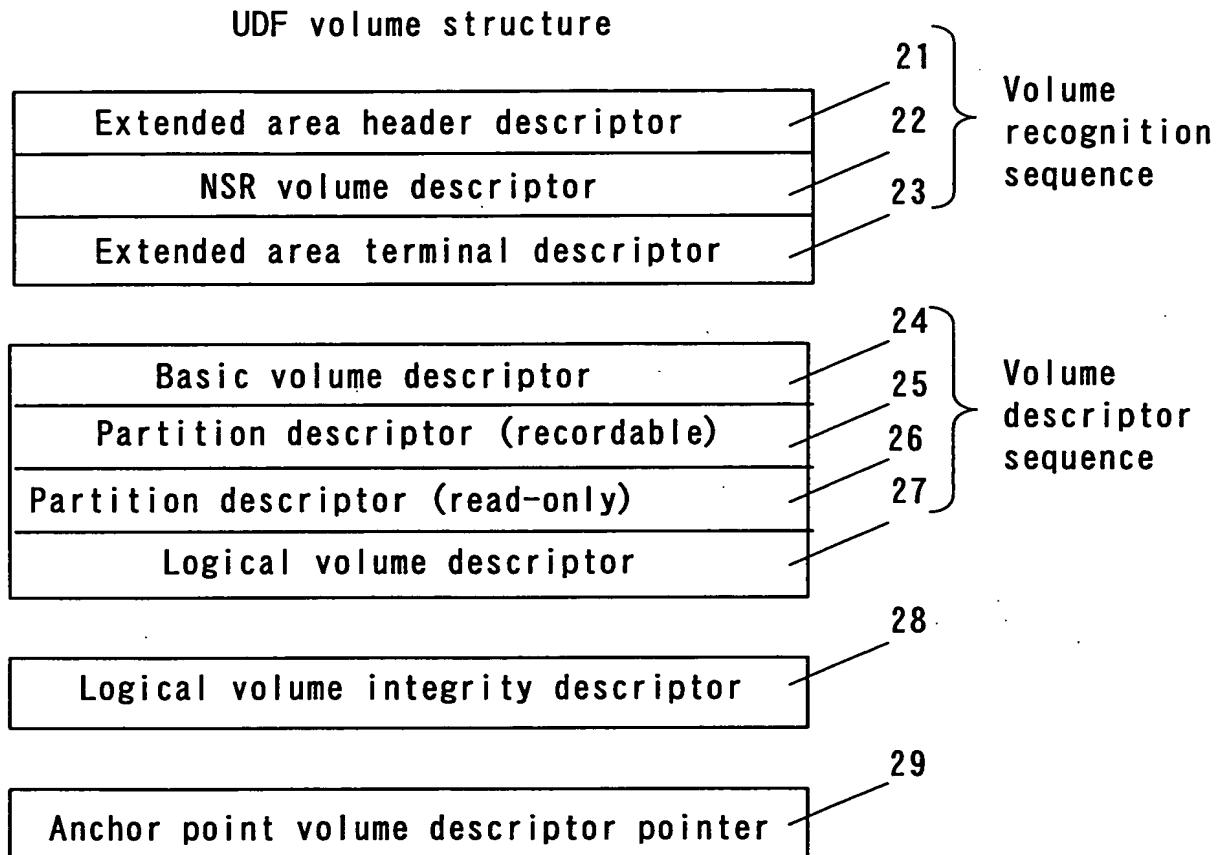 UDF volume structure
21
Extended area header descriptor
22
NSR volume descriptor
23
Extended area terminal descriptor
Volume
recognition
sequence
24
Basic volume descriptor
25
Partition descriptor (recordable)
26
Partition descriptor (read-only)
27
Logical volume descriptor
Volume
descriptor
sequence
28
Logical volume integrity descriptor
29
Anchor point volume descriptor pointer